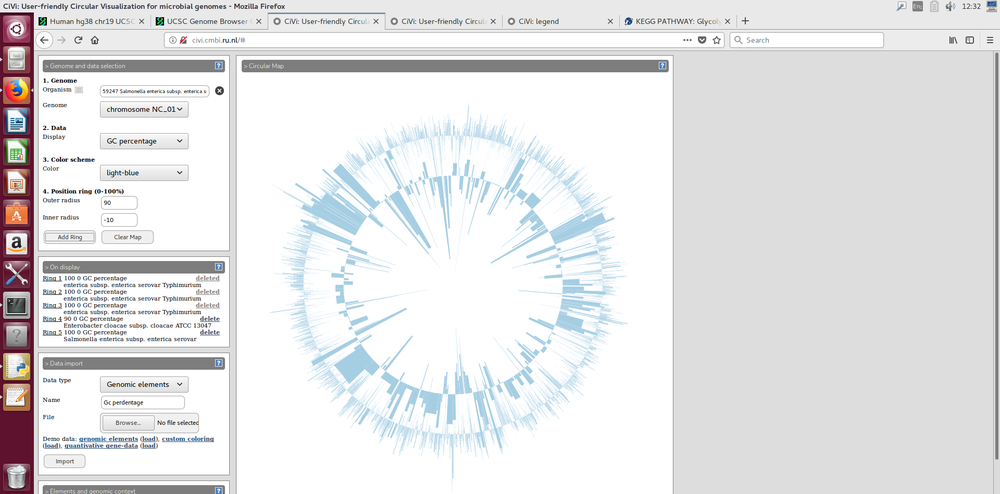 CiVi: User-friendly Circular Visualization for microbial genomes - Mozilla Firefox
En1
12:32
Human hg38 chr19 UCSC
UCSC Genome Browser
CiVi: User-friendly Circula
CiVi: User-friendly Circula
CiVi: legend
KEGG PATHWAY: Glycoly
civi.cmbi.ru.nl/#
Search
> Genome and data selection
?
1. Genome
Organism
59247 Salmonella enterica subsp. enterica s
Genome
chromosome NC_01
2. Data
Display
GC percentage
3. Color scheme
Color
light-blue
4. Position ring (0-100%)
Outer radius
90
Inner radius
-10
Add Ring
Clear Map
> On display
?
Ring 1 100 0 GC percentage deleted
enterica subsp. enterica serovar Typhimurium
Ring 2 100 0 GC percentage deleted
enterica subsp. enterica serovar Typhimurium
Ring 3 100 0 GC percentage deleted
enterica subsp. enterica serovar Typhimurium
Ring 4 90 0 GC percentage delete
Enterobacter cloacae subsp. cloacae ATCC 13047
Ring 5 100 0 GC percentage delete
Salmonella enterica subsp. enterica serovar
> Data import
?
Data type
Genomic elements
Name
Gc perdentage
File
Browse...
No file selected
Demo data: genomic elements (load), custom coloring
(load), quantivative gene-data (load)
Import
> Elements and genomic context
?
> Circular Map
?